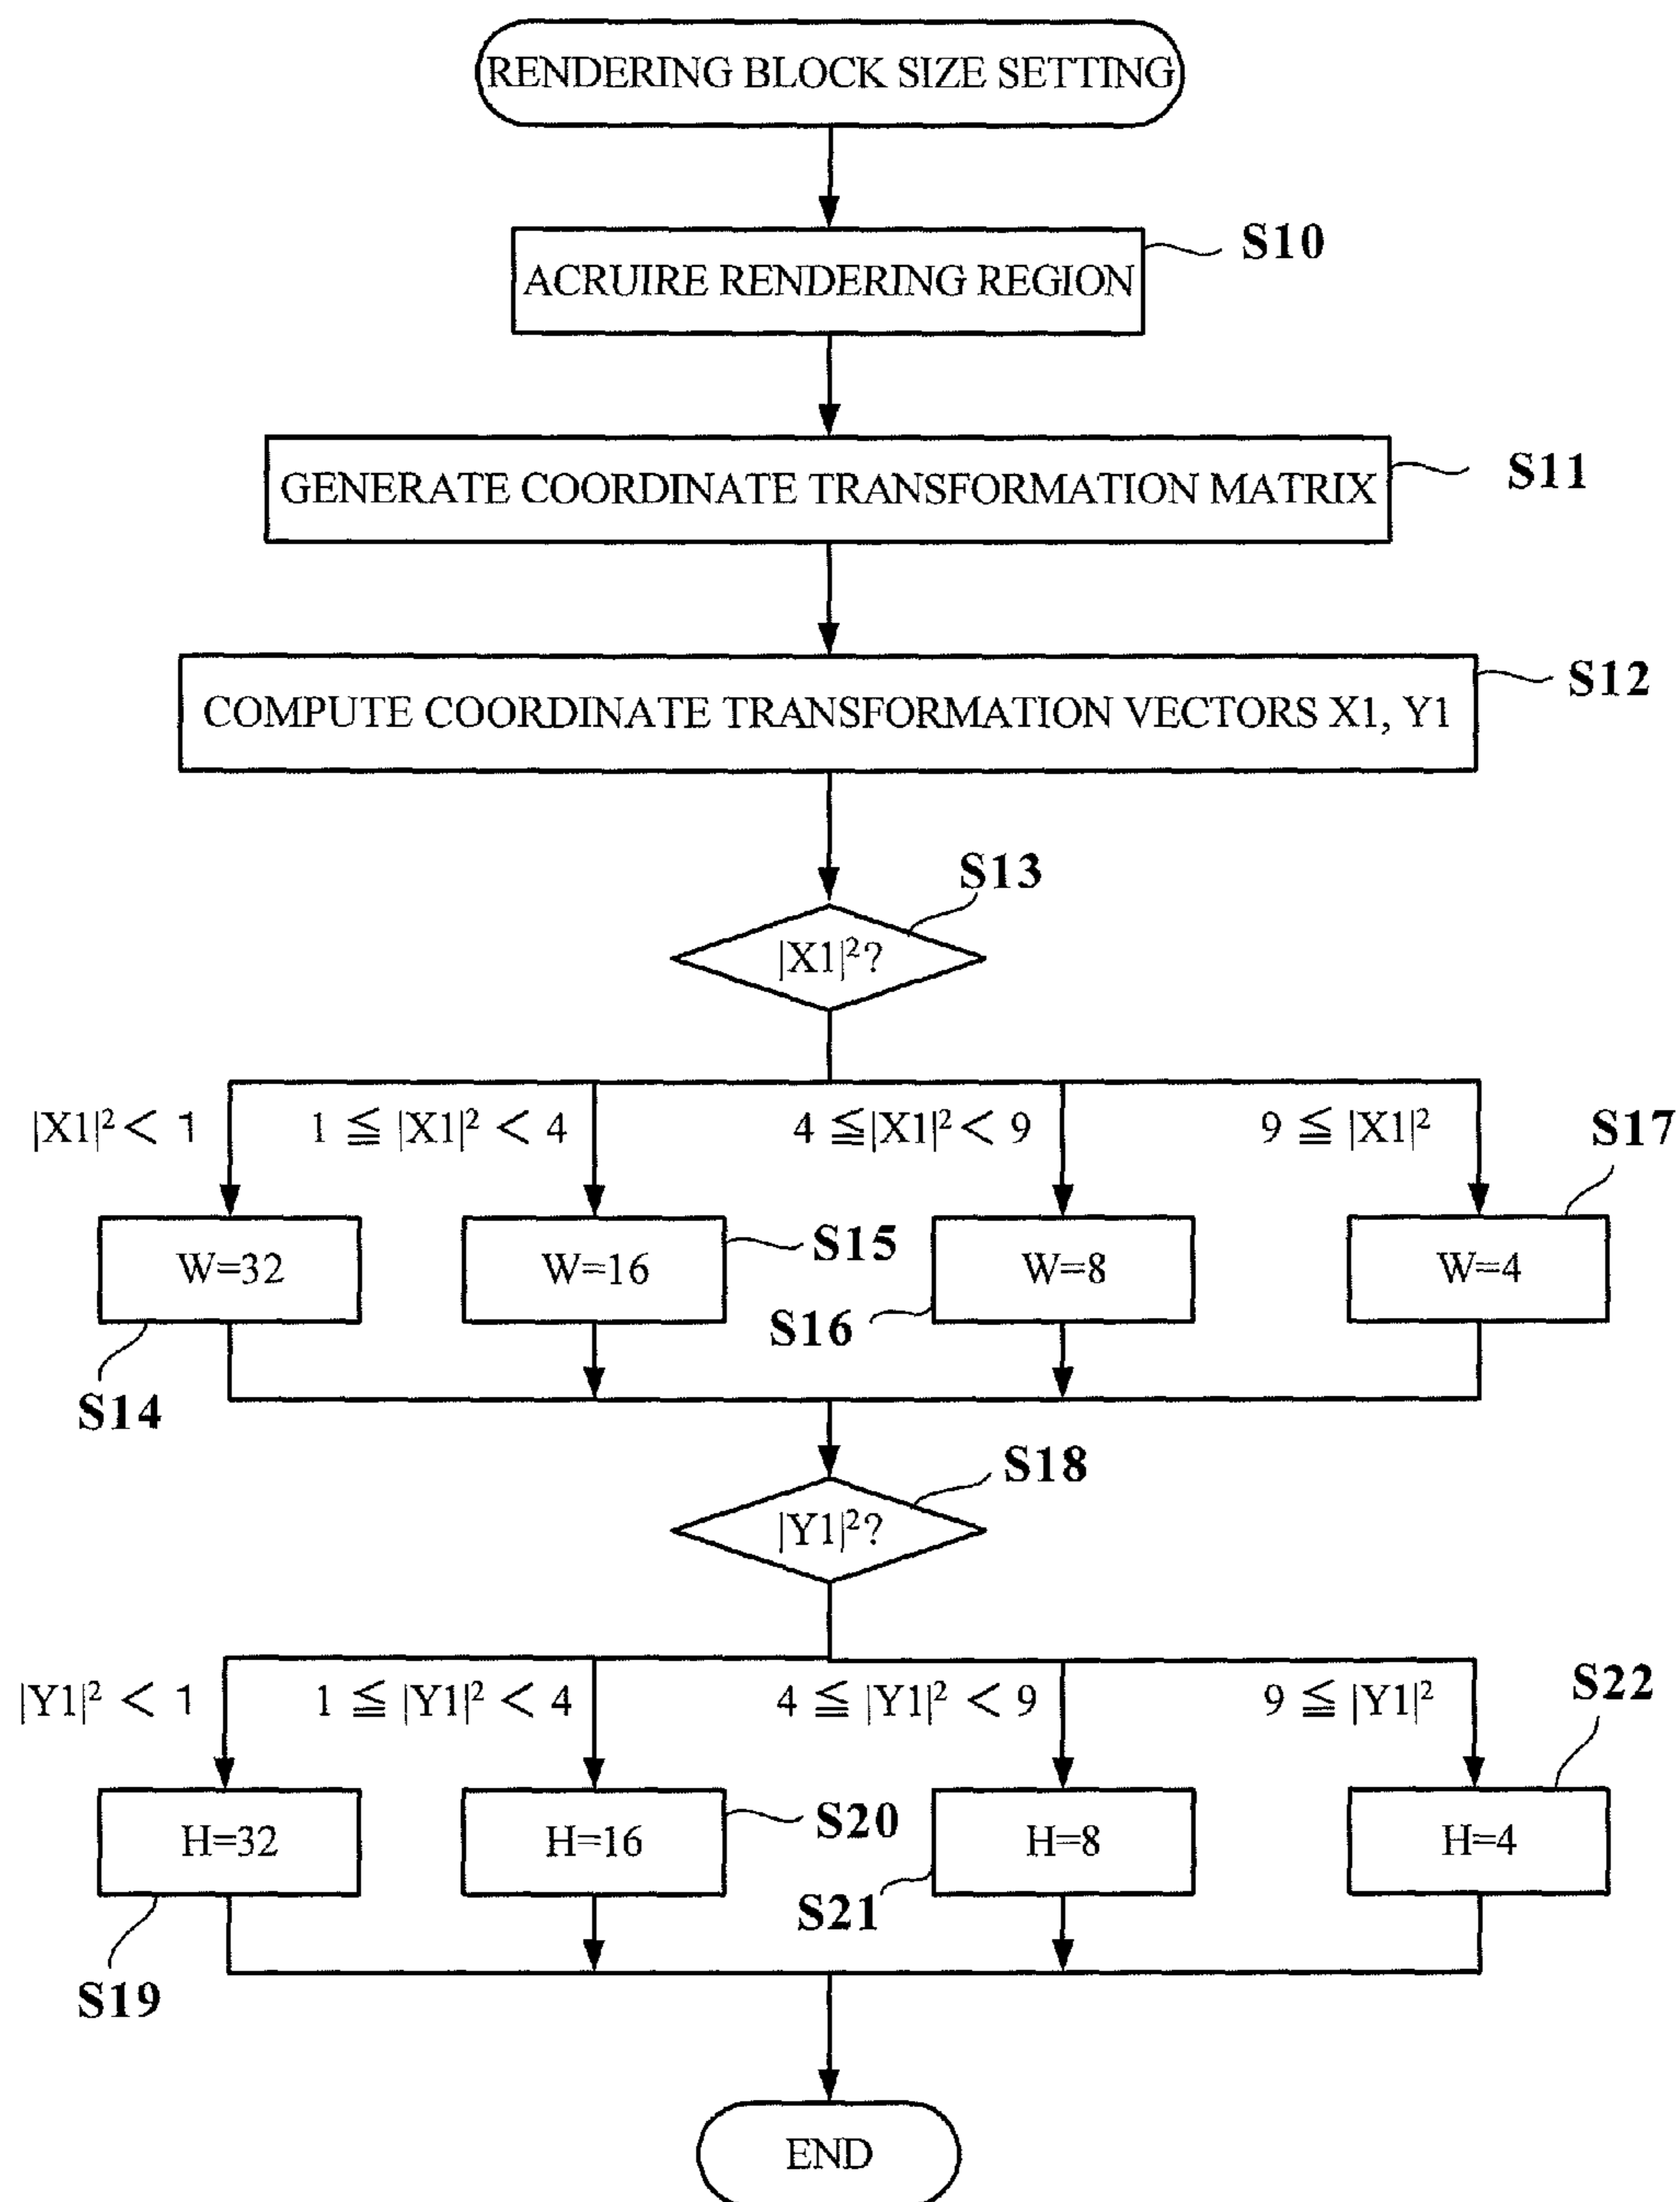 RENDERING BLOCK SIZE SETTING
S10
ACRUIRE RENDERING REGION
S11
GENERATE COORDINATE TRANSFORMATION MATRIX
S12
COMPUTE COORDINATE TRANSFORMATION VECTORS X1, Y1
S13
|X1|²?
|X1|² < 1
1 ≦ |X1|² < 4
4 ≦ |X1|² < 9
9 ≦ |X1|²
S17
W=32
W=16
S15
W=8
W=4
S16
S14
S18
|Y1|²?
|Y1|² < 1
1 ≦ |Y1|² < 4
4 ≦ |Y1|² < 9
9 ≦ |Y1|²
S22
H=32
H=16
S20
H=8
H=4
S21
S19
END